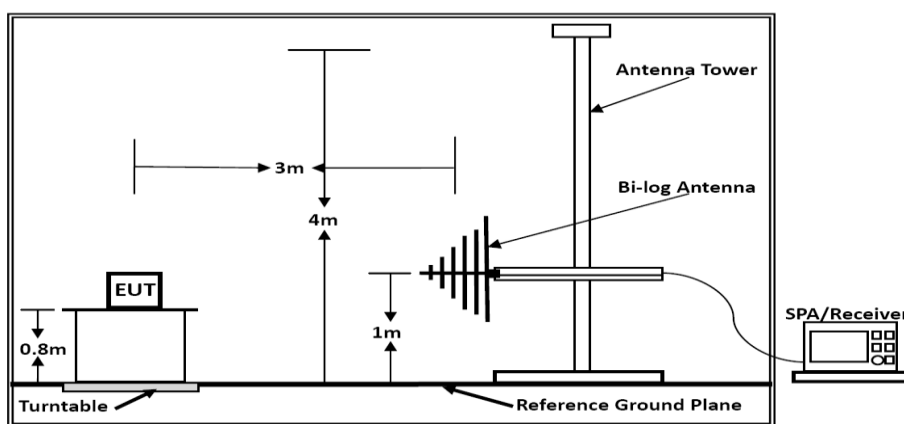 Antenna Tower
3m
Bi-log Antenna
4m
EUT
1m
SPA/Receiver
0.8m
Turntable
Reference Ground Plane